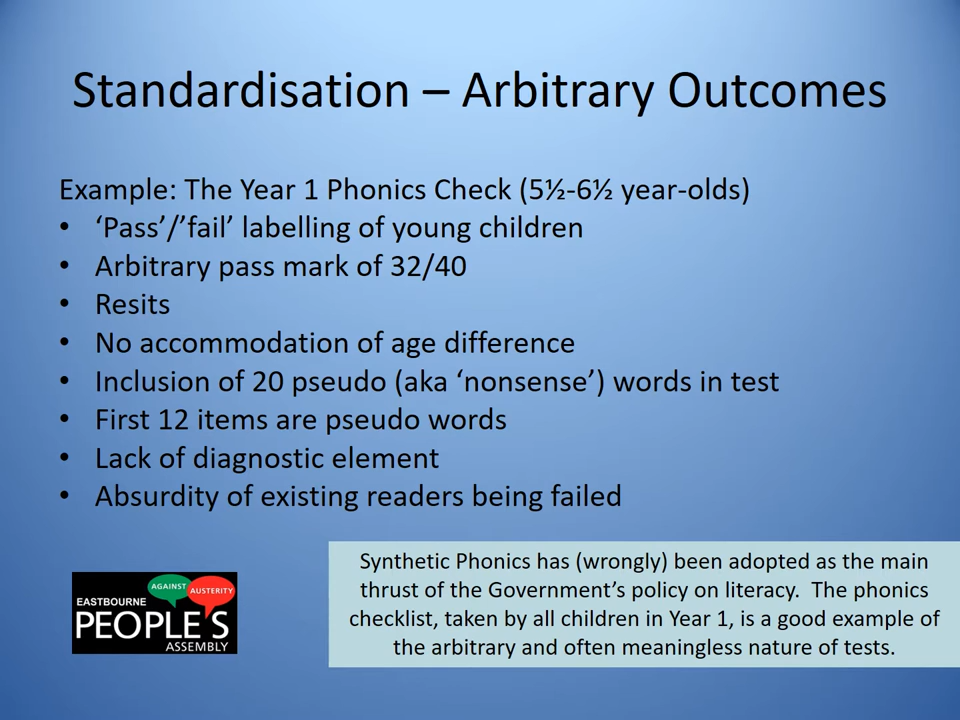 Standardisation – Arbitrary Outcomes
Example: The Year 1 Phonics Check (5½-6½ year-olds)
• ‘Pass’/’fail’ labelling of young children
• Arbitrary pass mark of 32/40
• Resits
• No accommodation of age difference
• Inclusion of 20 pseudo (aka ‘nonsense’) words in test
• First 12 items are pseudo words
• Lack of diagnostic element
• Absurdity of existing readers being failed
Synthetic Phonics has (wrongly) been adopted as the main
thrust of the Government’s policy on literacy. The phonics
checklist, taken by all children in Year 1, is a good example of
the arbitrary and often meaningless nature of tests.
AGAINST
AUSTERITY
EASTBOURNE
PEOPLE'S
ASSEMBLY